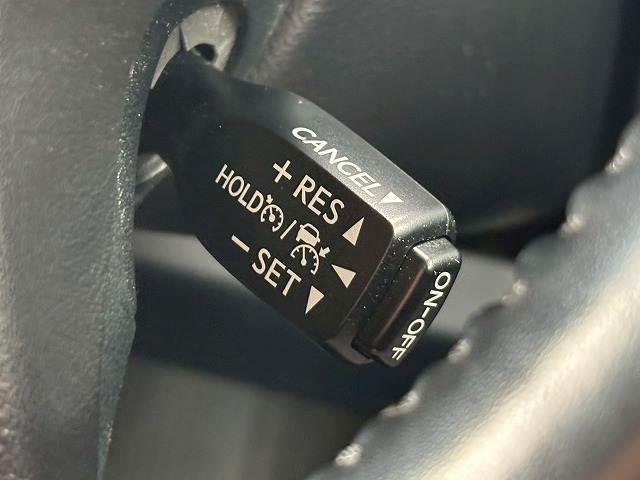 CANCEL
+ RES
HOLD /
- SET
ON-OFF